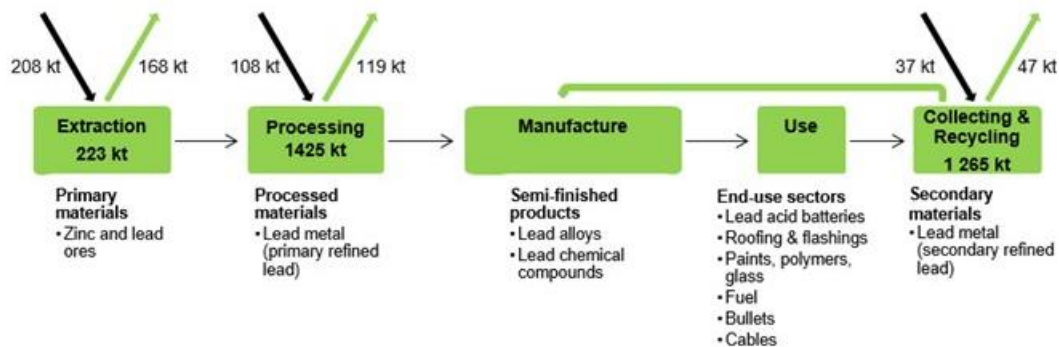 208 kt
168 kt
108 kt
119 kt
37 kt
47 kt
Extraction
223 kt
Processing
1425 kt
Manufacture
Use
Collecting &
Recycling
1 265 kt
Primary
materials
• Zinc and lead
ores
Processed
materials
• Lead metal
(primary refined
lead)
Semi-finished
products
• Lead alloys
• Lead chemical
compounds
End-use sectors
• Lead acid batteries
• Roofing & flashings
• Paints, polymers,
glass
• Fuel
• Bullets
• Cables
Secondary
materials
• Lead metal
(secondary refined
lead)